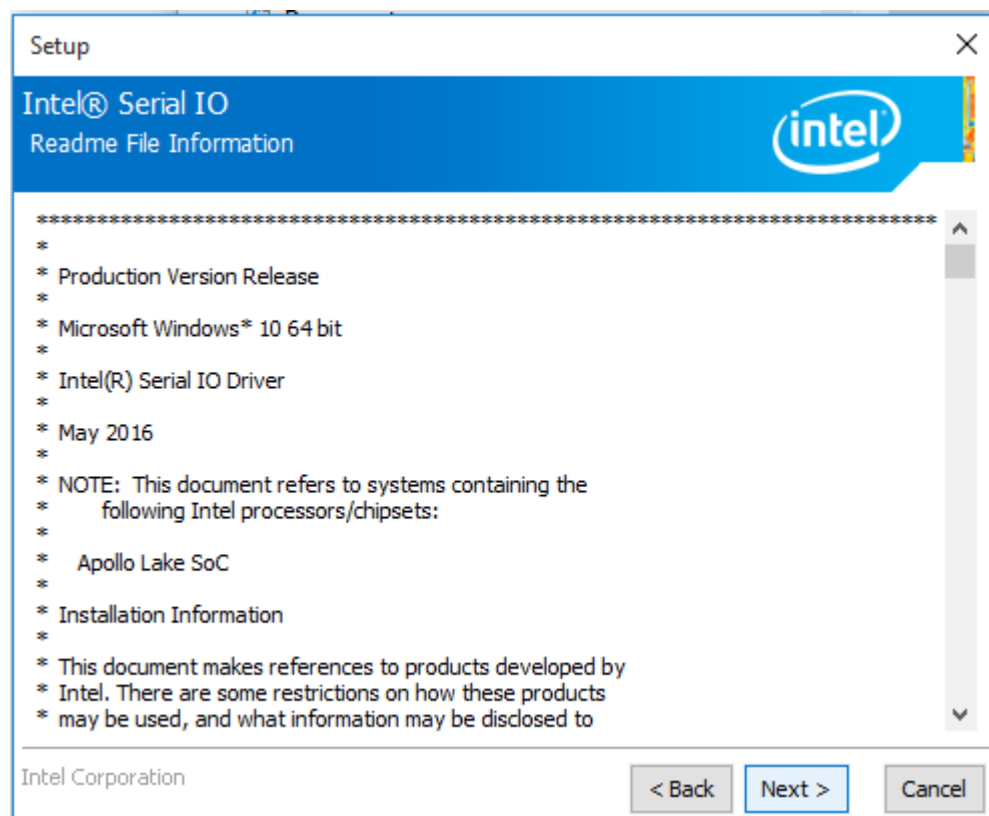 Setup
Intel® Serial IO
Readme File Information
intel
***************************************************************************
*
* Production Version Release
*
* Microsoft Windows* 10 64 bit
*
* Intel(R) Serial IO Driver
*
* May 2016
*
* NOTE: This document refers to systems containing the
* following Intel processors/chipsets:
*
* Apollo Lake SoC
*
* Installation Information
*
* This document makes references to products developed by
* Intel. There are some restrictions on how these products
* may be used, and what information may be disclosed to
Intel Corporation
< Back Next > Cancel